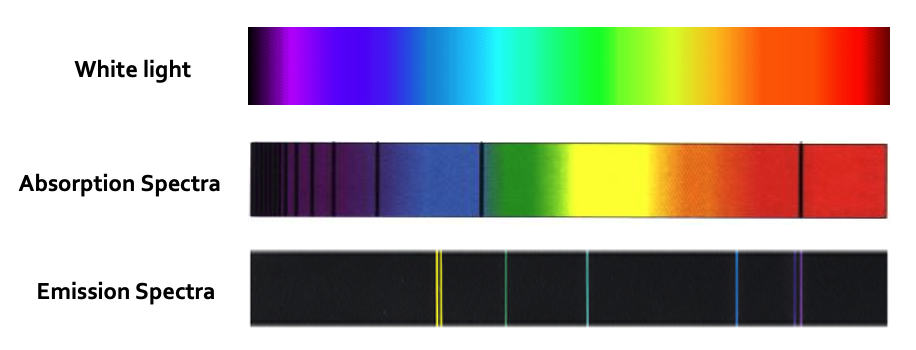 White light
Absorption Spectra
Emission Spectra